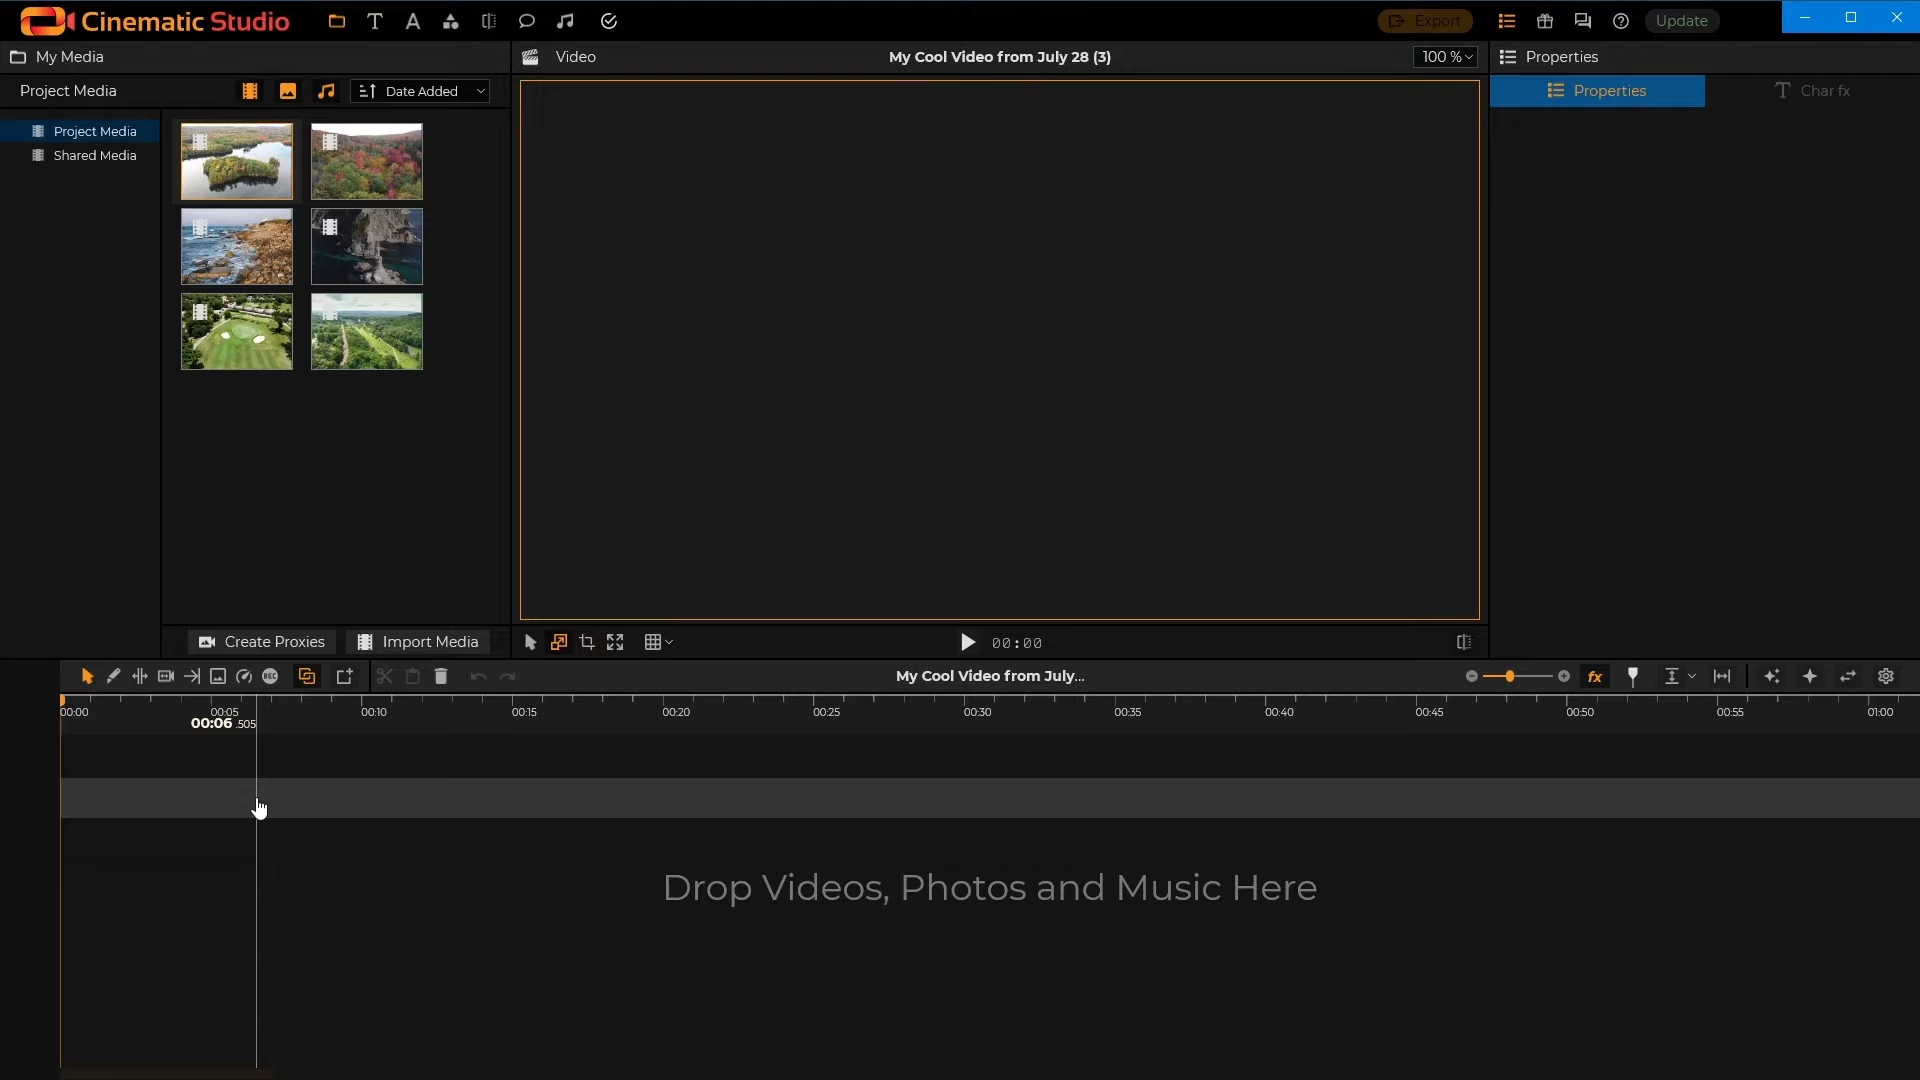 Cinematic Studio
Export
Update
My Media
Video
My Cool Video from July 28 (3)
100 %
Properties
Project Media
Date Added
Properties
Char fx
Project Media
Shared Media
Create Proxies
Import Media
00:00
REC
My Cool Video from July...
fx
00:00
00:05
00:10
00:15
00:20
00:25
00:30
00:35
00:40
00:45
00:50
00:55
01:00
00:06 .505
Drop Videos, Photos and Music Here